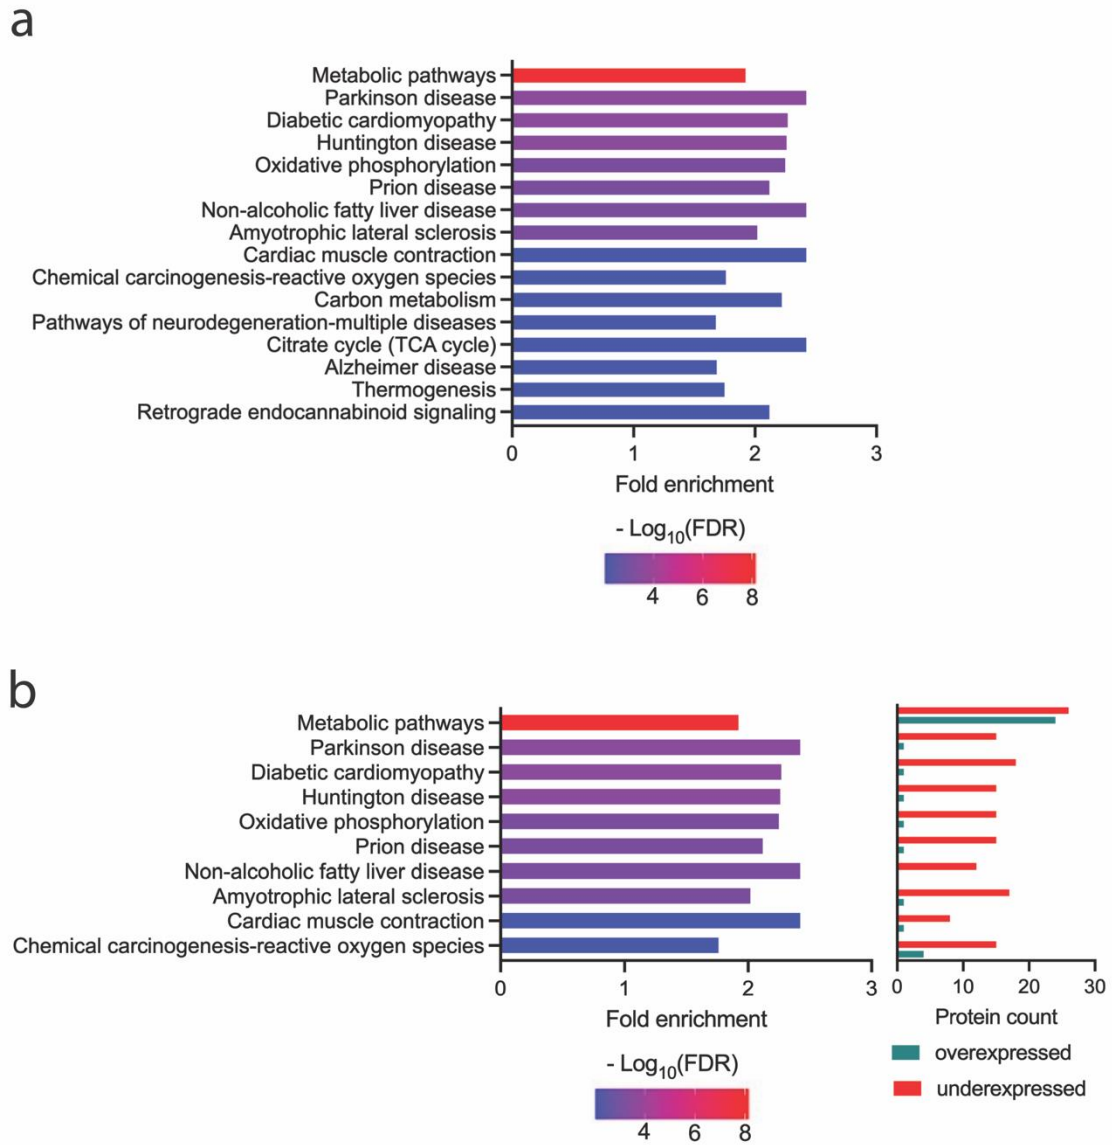 a
Metabolic pathways
Parkinson disease
Diabetic cardiomyopathy
Huntington disease
Oxidative phosphorylation
Prion disease
Non-alcoholic fatty liver disease
Amyotrophic lateral sclerosis
Cardiac muscle contraction
Chemical carcinogenesis-reactive oxygen species
Carbon metabolism
Pathways of neurodegeneration-multiple diseases
Citrate cycle (TCA cycle)
Alzheimer disease
Thermogenesis
Retrograde endocannabinoid signaling
0 1 2 3
Fold enrichment
- Log10(FDR)
4 6 8
b
Metabolic pathways
Parkinson disease
Diabetic cardiomyopathy
Huntington disease
Oxidative phosphorylation
Prion disease
Non-alcoholic fatty liver disease
Amyotrophic lateral sclerosis
Cardiac muscle contraction
Chemical carcinogenesis-reactive oxygen species
0 1 2 3
Fold enrichment
- Log10(FDR)
4 6 8
0 10 20 30
Protein count
overexpressed
underexpressed